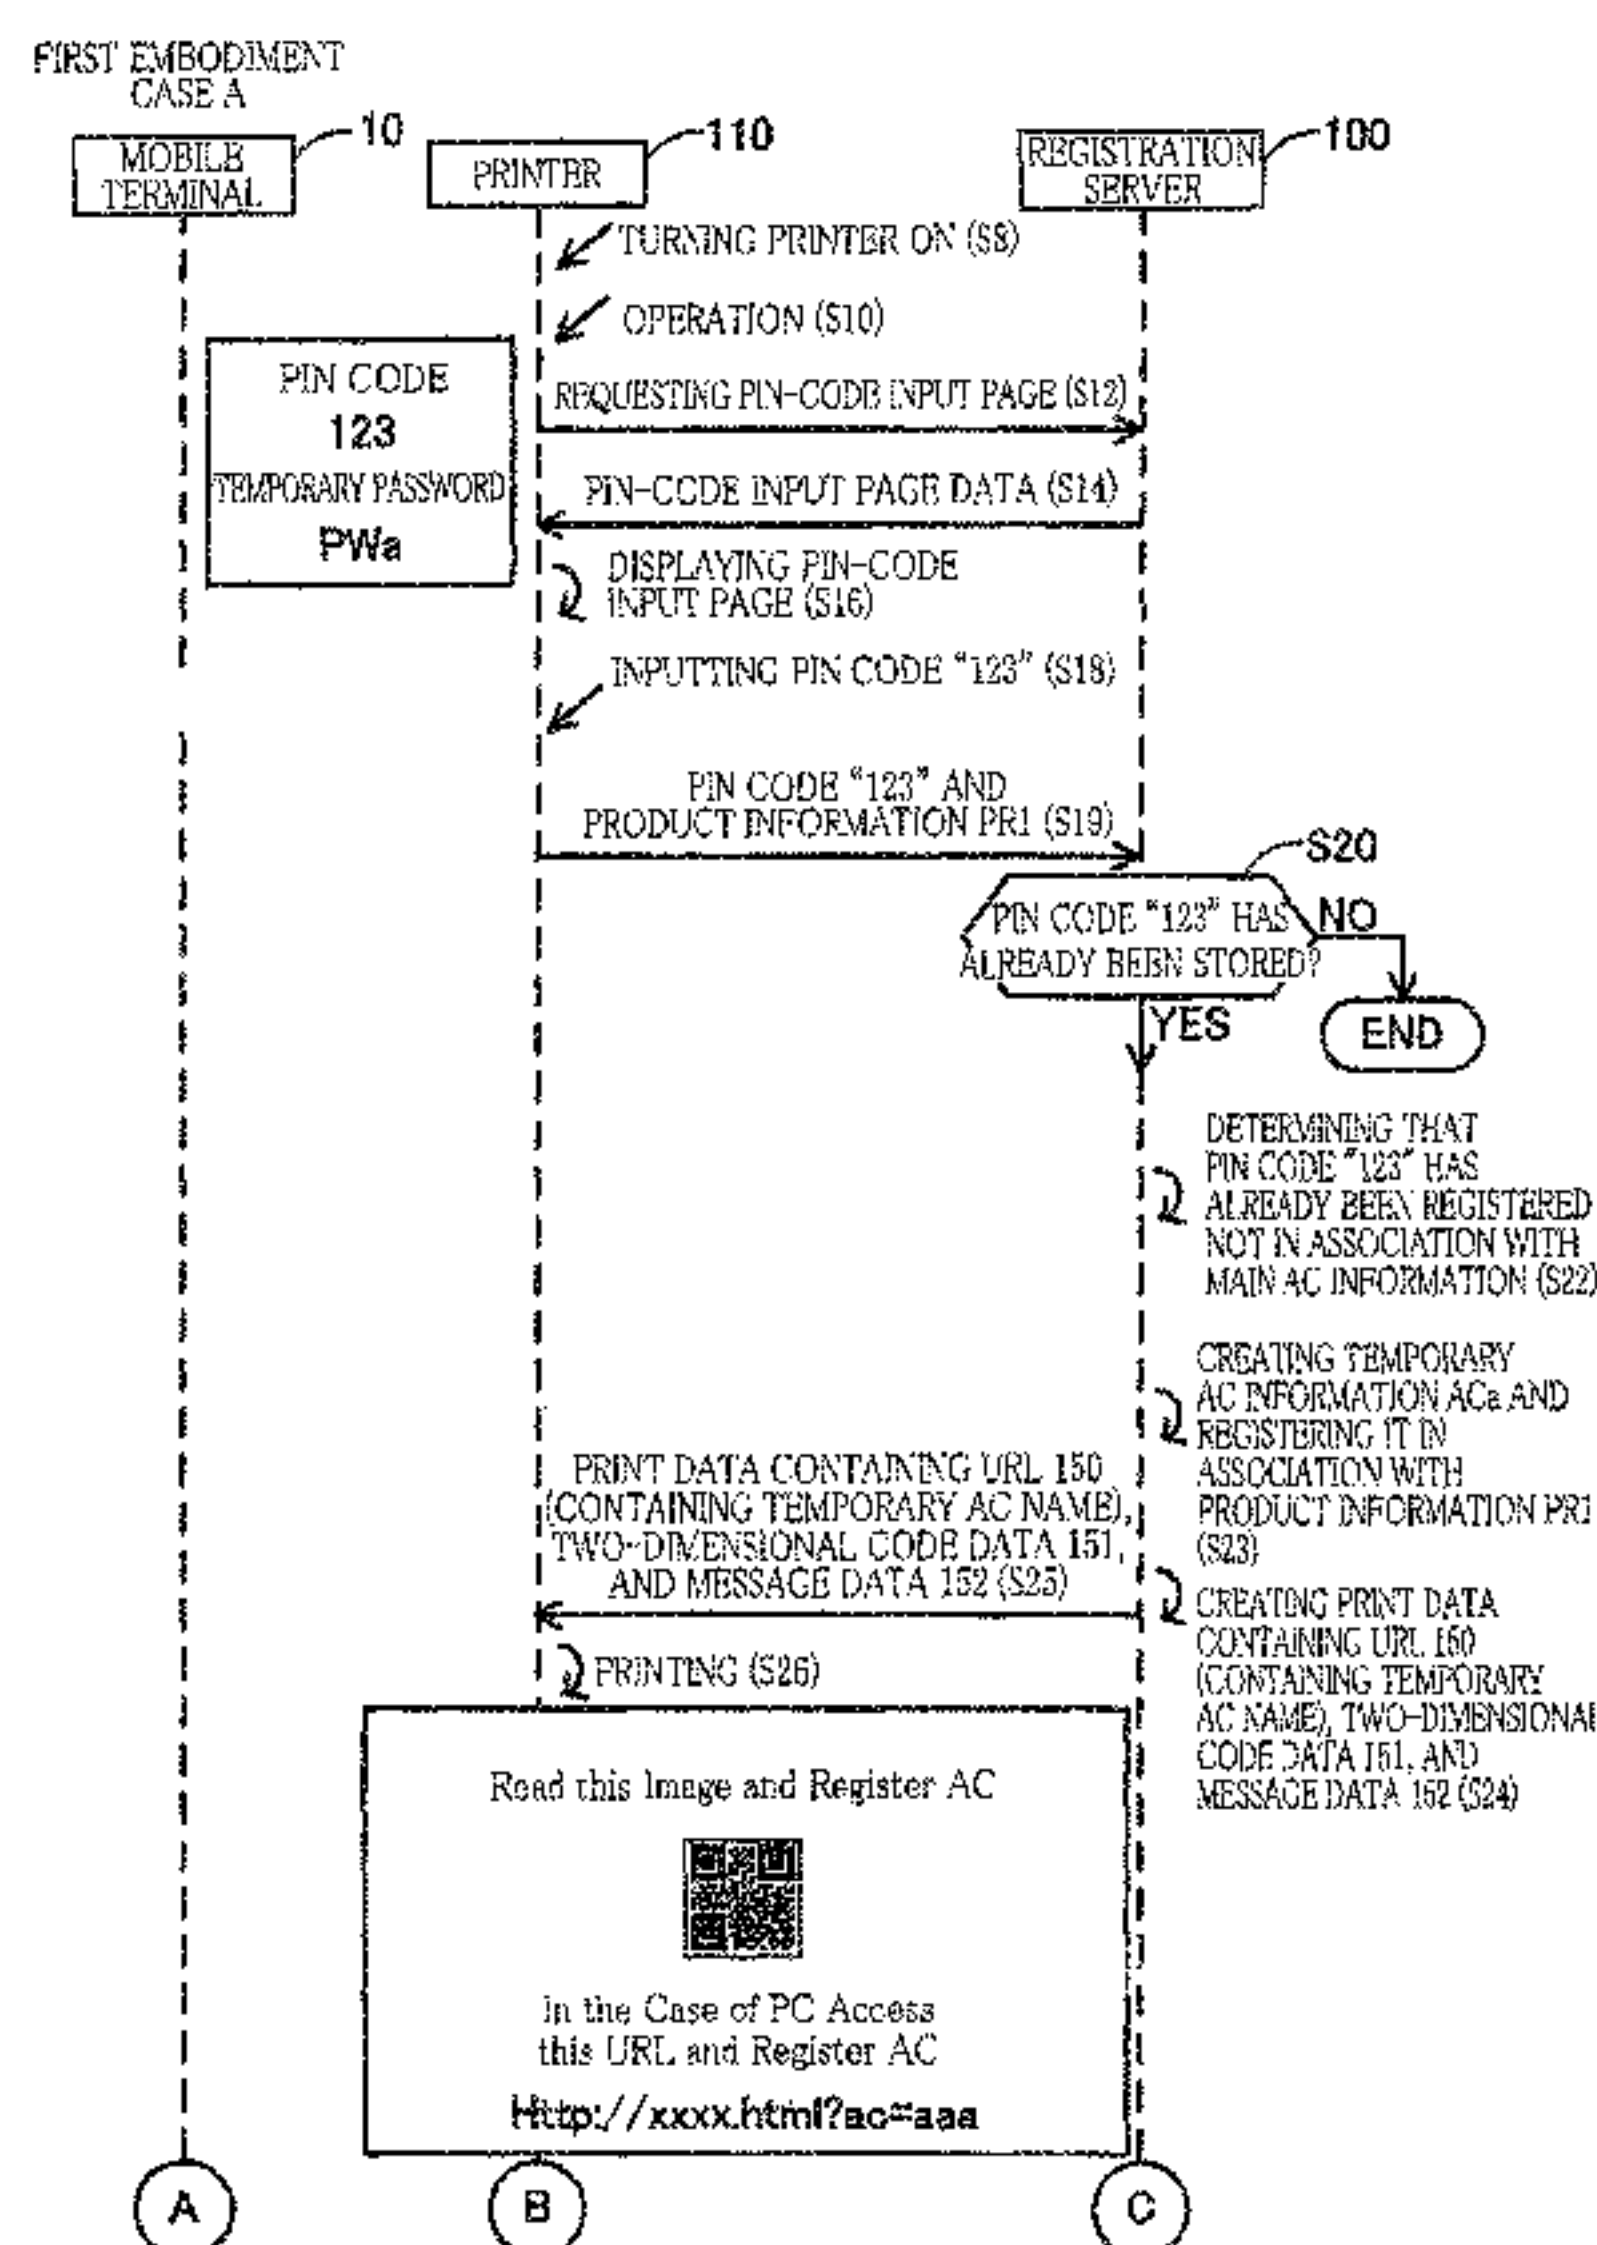 FIRST EMBODIMENT
CASE A
10
110
100
MOBILE
TERMINAL
PRINTER
REGISTRATION
SERVER
TURNING PRINTER ON (S8)
OPERATION (S10)
PIN CODE
123
TEMPORARY PASSWORD
PWa
REQUESTING PIN-CODE INPUT PAGE (S12)
PIN-CODE INPUT PAGE DATA (S14)
DISPLAYING PIN-CODE
INPUT PAGE (S16)
INPUTTING PIN CODE "123" (S18)
PIN CODE "123" AND
PRODUCT INFORMATION PR1 (S19)
S20
PIN CODE "123" HAS
ALREADY BEEN STORED?
NO
YES
END
DETERMINING THAT
PIN CODE "123" HAS
ALREADY BEEN REGISTERED
NOT IN ASSOCIATION WITH
MAIN AC INFORMATION (S22)
CREATING TEMPORARY
AC INFORMATION ACa AND
REGISTERING IT IN
ASSOCIATION WITH
PRODUCT INFORMATION PR1
(S23)
PRINT DATA CONTAINING URL 150
(CONTAINING TEMPORARY AC NAME),
TWO-DIMENSIONAL CODE DATA 151,
AND MESSAGE DATA 152 (S25)
CREATING PRINT DATA
CONTAINING URL 150
(CONTAINING TEMPORARY
AC NAME), TWO-DIMENSIONAL
CODE DATA 151, AND
MESSAGE DATA 152 (S24)
PRINTING (S26)
Read this Image and Register AC
In the Case of PC Access
this URL and Register AC
Http://xxxx.html?ac=aaa
A
B
C